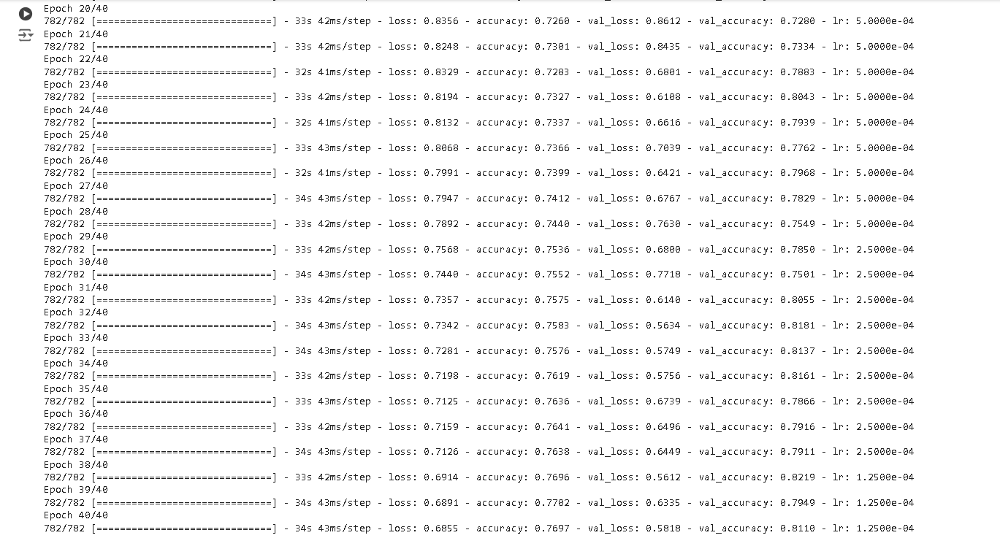 Epoch 20/40
782/782 [==============================] - 33s 42ms/step - loss: 0.8356 - accuracy: 0.7260 - val_loss: 0.8612 - val_accuracy: 0.7280 - lr: 5.0000e-04
Epoch 21/40
782/782 [==============================] - 33s 42ms/step - loss: 0.8248 - accuracy: 0.7301 - val_loss: 0.8435 - val_accuracy: 0.7334 - lr: 5.0000e-04
Epoch 22/40
782/782 [==============================] - 32s 41ms/step - loss: 0.8329 - accuracy: 0.7283 - val_loss: 0.6801 - val_accuracy: 0.7883 - lr: 5.0000e-04
Epoch 23/40
782/782 [==============================] - 33s 42ms/step - loss: 0.8194 - accuracy: 0.7327 - val_loss: 0.6108 - val_accuracy: 0.8043 - lr: 5.0000e-04
Epoch 24/40
782/782 [==============================] - 32s 41ms/step - loss: 0.8132 - accuracy: 0.7337 - val_loss: 0.6616 - val_accuracy: 0.7939 - lr: 5.0000e-04
Epoch 25/40
782/782 [==============================] - 33s 43ms/step - loss: 0.8068 - accuracy: 0.7366 - val_loss: 0.7039 - val_accuracy: 0.7762 - lr: 5.0000e-04
Epoch 26/40
782/782 [==============================] - 32s 41ms/step - loss: 0.7991 - accuracy: 0.7399 - val_loss: 0.6421 - val_accuracy: 0.7968 - lr: 5.0000e-04
Epoch 27/40
782/782 [==============================] - 34s 43ms/step - loss: 0.7947 - accuracy: 0.7412 - val_loss: 0.6767 - val_accuracy: 0.7829 - lr: 5.0000e-04
Epoch 28/40
782/782 [==============================] - 33s 42ms/step - loss: 0.7892 - accuracy: 0.7440 - val_loss: 0.7630 - val_accuracy: 0.7549 - lr: 5.0000e-04
Epoch 29/40
782/782 [==============================] - 33s 42ms/step - loss: 0.7568 - accuracy: 0.7536 - val_loss: 0.6800 - val_accuracy: 0.7850 - lr: 2.5000e-04
Epoch 30/40
782/782 [==============================] - 34s 43ms/step - loss: 0.7440 - accuracy: 0.7552 - val_loss: 0.7718 - val_accuracy: 0.7501 - lr: 2.5000e-04
Epoch 31/40
782/782 [==============================] - 33s 42ms/step - loss: 0.7357 - accuracy: 0.7575 - val_loss: 0.6140 - val_accuracy: 0.8055 - lr: 2.5000e-04
Epoch 32/40
782/782 [==============================] - 34s 43ms/step - loss: 0.7342 - accuracy: 0.7583 - val_loss: 0.5634 - val_accuracy: 0.8181 - lr: 2.5000e-04
Epoch 33/40
782/782 [==============================] - 34s 43ms/step - loss: 0.7281 - accuracy: 0.7576 - val_loss: 0.5749 - val_accuracy: 0.8137 - lr: 2.5000e-04
Epoch 34/40
782/782 [==============================] - 33s 42ms/step - loss: 0.7198 - accuracy: 0.7619 - val_loss: 0.5756 - val_accuracy: 0.8161 - lr: 2.5000e-04
Epoch 35/40
782/782 [==============================] - 33s 43ms/step - loss: 0.7125 - accuracy: 0.7636 - val_loss: 0.6739 - val_accuracy: 0.7866 - lr: 2.5000e-04
Epoch 36/40
782/782 [==============================] - 33s 42ms/step - loss: 0.7159 - accuracy: 0.7641 - val_loss: 0.6496 - val_accuracy: 0.7916 - lr: 2.5000e-04
Epoch 37/40
782/782 [==============================] - 34s 43ms/step - loss: 0.7126 - accuracy: 0.7638 - val_loss: 0.6449 - val_accuracy: 0.7911 - lr: 2.5000e-04
Epoch 38/40
782/782 [==============================] - 33s 42ms/step - loss: 0.6914 - accuracy: 0.7696 - val_loss: 0.5612 - val_accuracy: 0.8219 - lr: 1.2500e-04
Epoch 39/40
782/782 [==============================] - 34s 43ms/step - loss: 0.6891 - accuracy: 0.7702 - val_loss: 0.6335 - val_accuracy: 0.7949 - lr: 1.2500e-04
Epoch 40/40
782/782 [==============================] - 34s 43ms/step - loss: 0.6855 - accuracy: 0.7697 - val_loss: 0.5818 - val_accuracy: 0.8110 - lr: 1.2500e-04